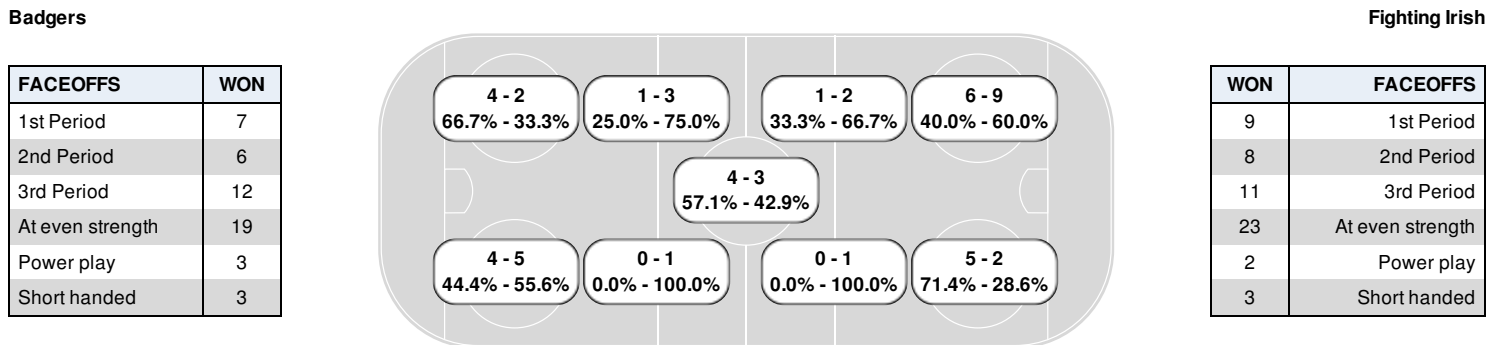 Badgers
Fighting Irish
FACEOFFS WON
1st Period 7
2nd Period 6
3rd Period 12
At even strength 19
Power play 3
Short handed 3
4 - 2
66.7% - 33.3%
1 - 3
25.0% - 75.0%
1 - 2
33.3% - 66.7%
6 - 9
40.0% - 60.0%
4 - 3
57.1% - 42.9%
4 - 5
44.4% - 55.6%
0 - 1
0.0% - 100.0%
0 - 1
0.0% - 100.0%
5 - 2
71.4% - 28.6%
WON FACEOFFS
9 1st Period
8 2nd Period
11 3rd Period
23 At even strength
2 Power play
3 Short handed